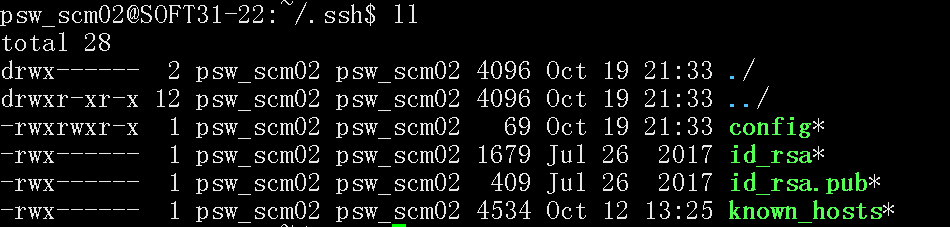 psw_scm02@SOFT31-22:~/.ssh$ ll
total 28
drwx------  2 psw_scm02 psw_scm02 4096 Oct 19 21:33 ./
drwxr-xr-x 12 psw_scm02 psw_scm02 4096 Oct 19 21:33 ../
-rwxrwxr-x  1 psw_scm02 psw_scm02   69 Oct 19 21:33 config*
-rwx------  1 psw_scm02 psw_scm02 1679 Jul 26  2017 id_rsa*
-rwx------  1 psw_scm02 psw_scm02  409 Jul 26  2017 id_rsa.pub*
-rwx------  1 psw_scm02 psw_scm02 4534 Oct 12 13:25 known_hosts*